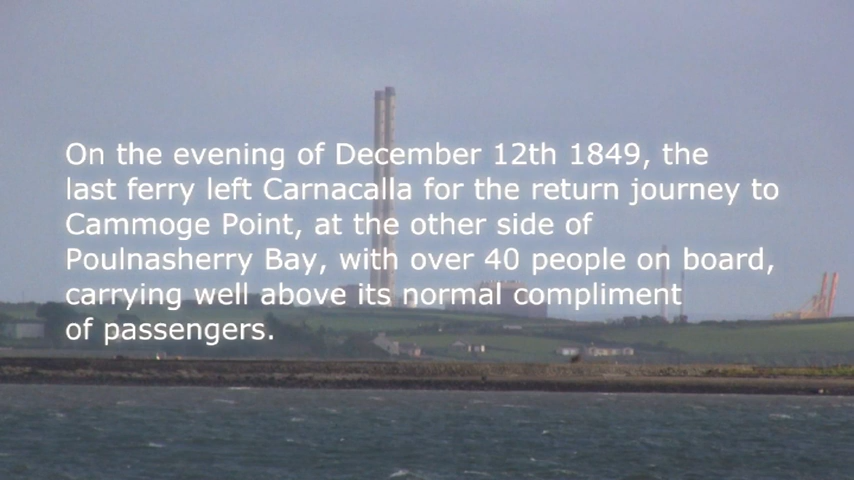 On the evening of December 12th 1849, the
last ferry left Carnacalla for the return journey to
Cammoge Point, at the other side of
Poulnasherry Bay, with over 40 people on board,
carrying well above its normal compliment
of passengers.